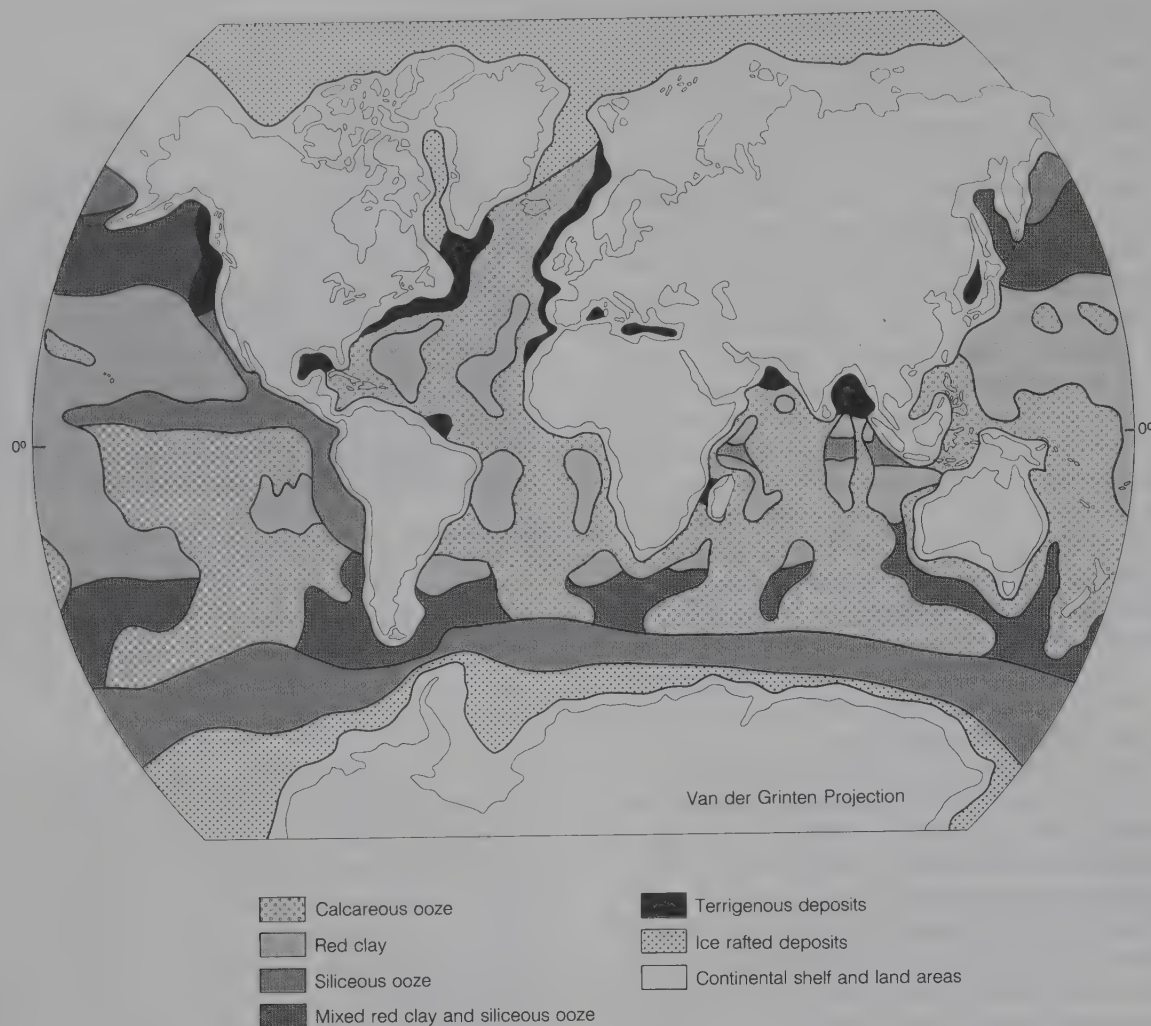 0°
0°
Van der Grinten Projection
Calcareous ooze
Red clay
Siliceous ooze
Mixed red clay and siliceous ooze
Terrigenous deposits
Ice rafted deposits
Continental shelf and land areas